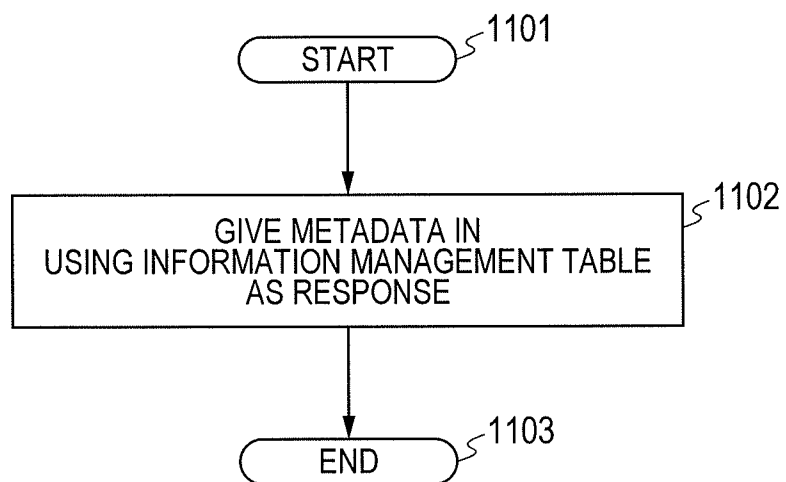 1101
START
1102
GIVE METADATA IN
USING INFORMATION MANAGEMENT TABLE
AS RESPONSE
1103
END